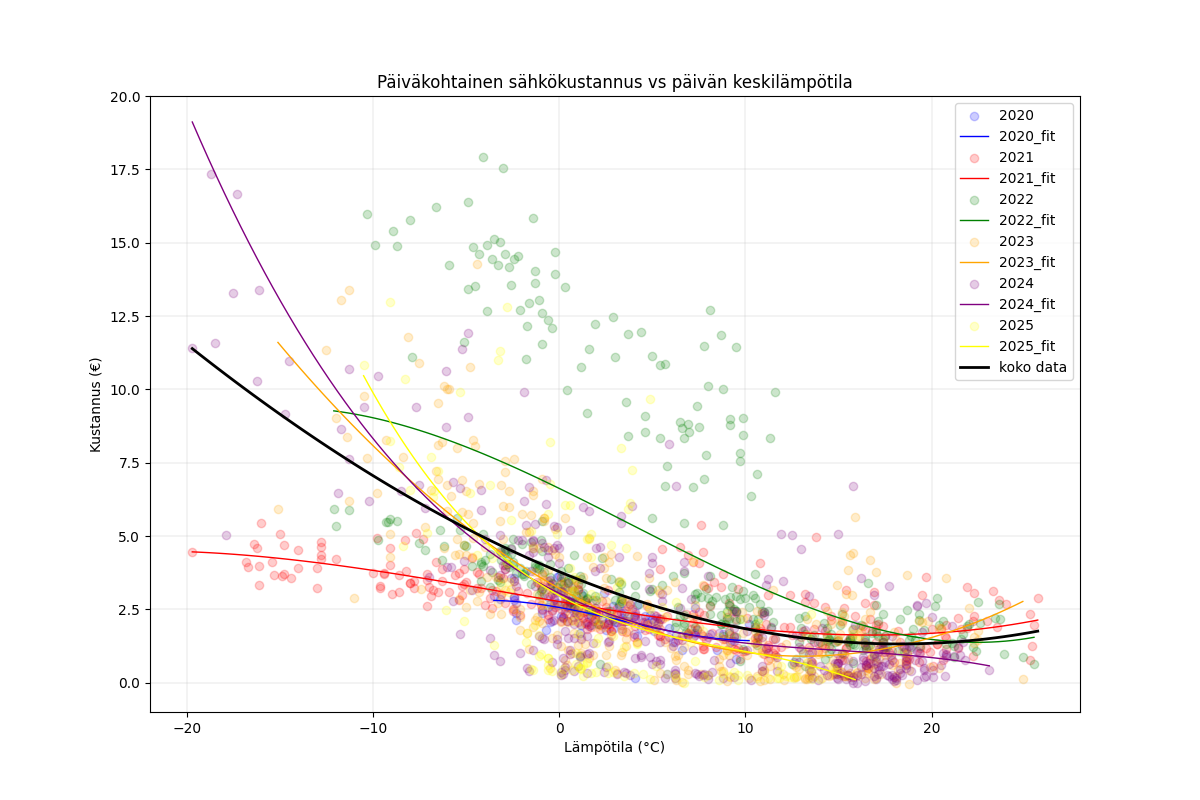 Päiväkohtainen sähkökustannus vs päivän keskilämpötila
20.0
17.5
15.0
12.5
10.0
7.5
5.0
2.5
0.0
Kustannus (€)
−20
−10
0
10
20
Lämpötila (°C)
2020
2020_fit
2021
2021_fit
2022
2022_fit
2023
2023_fit
2024
2024_fit
2025
2025_fit
koko data